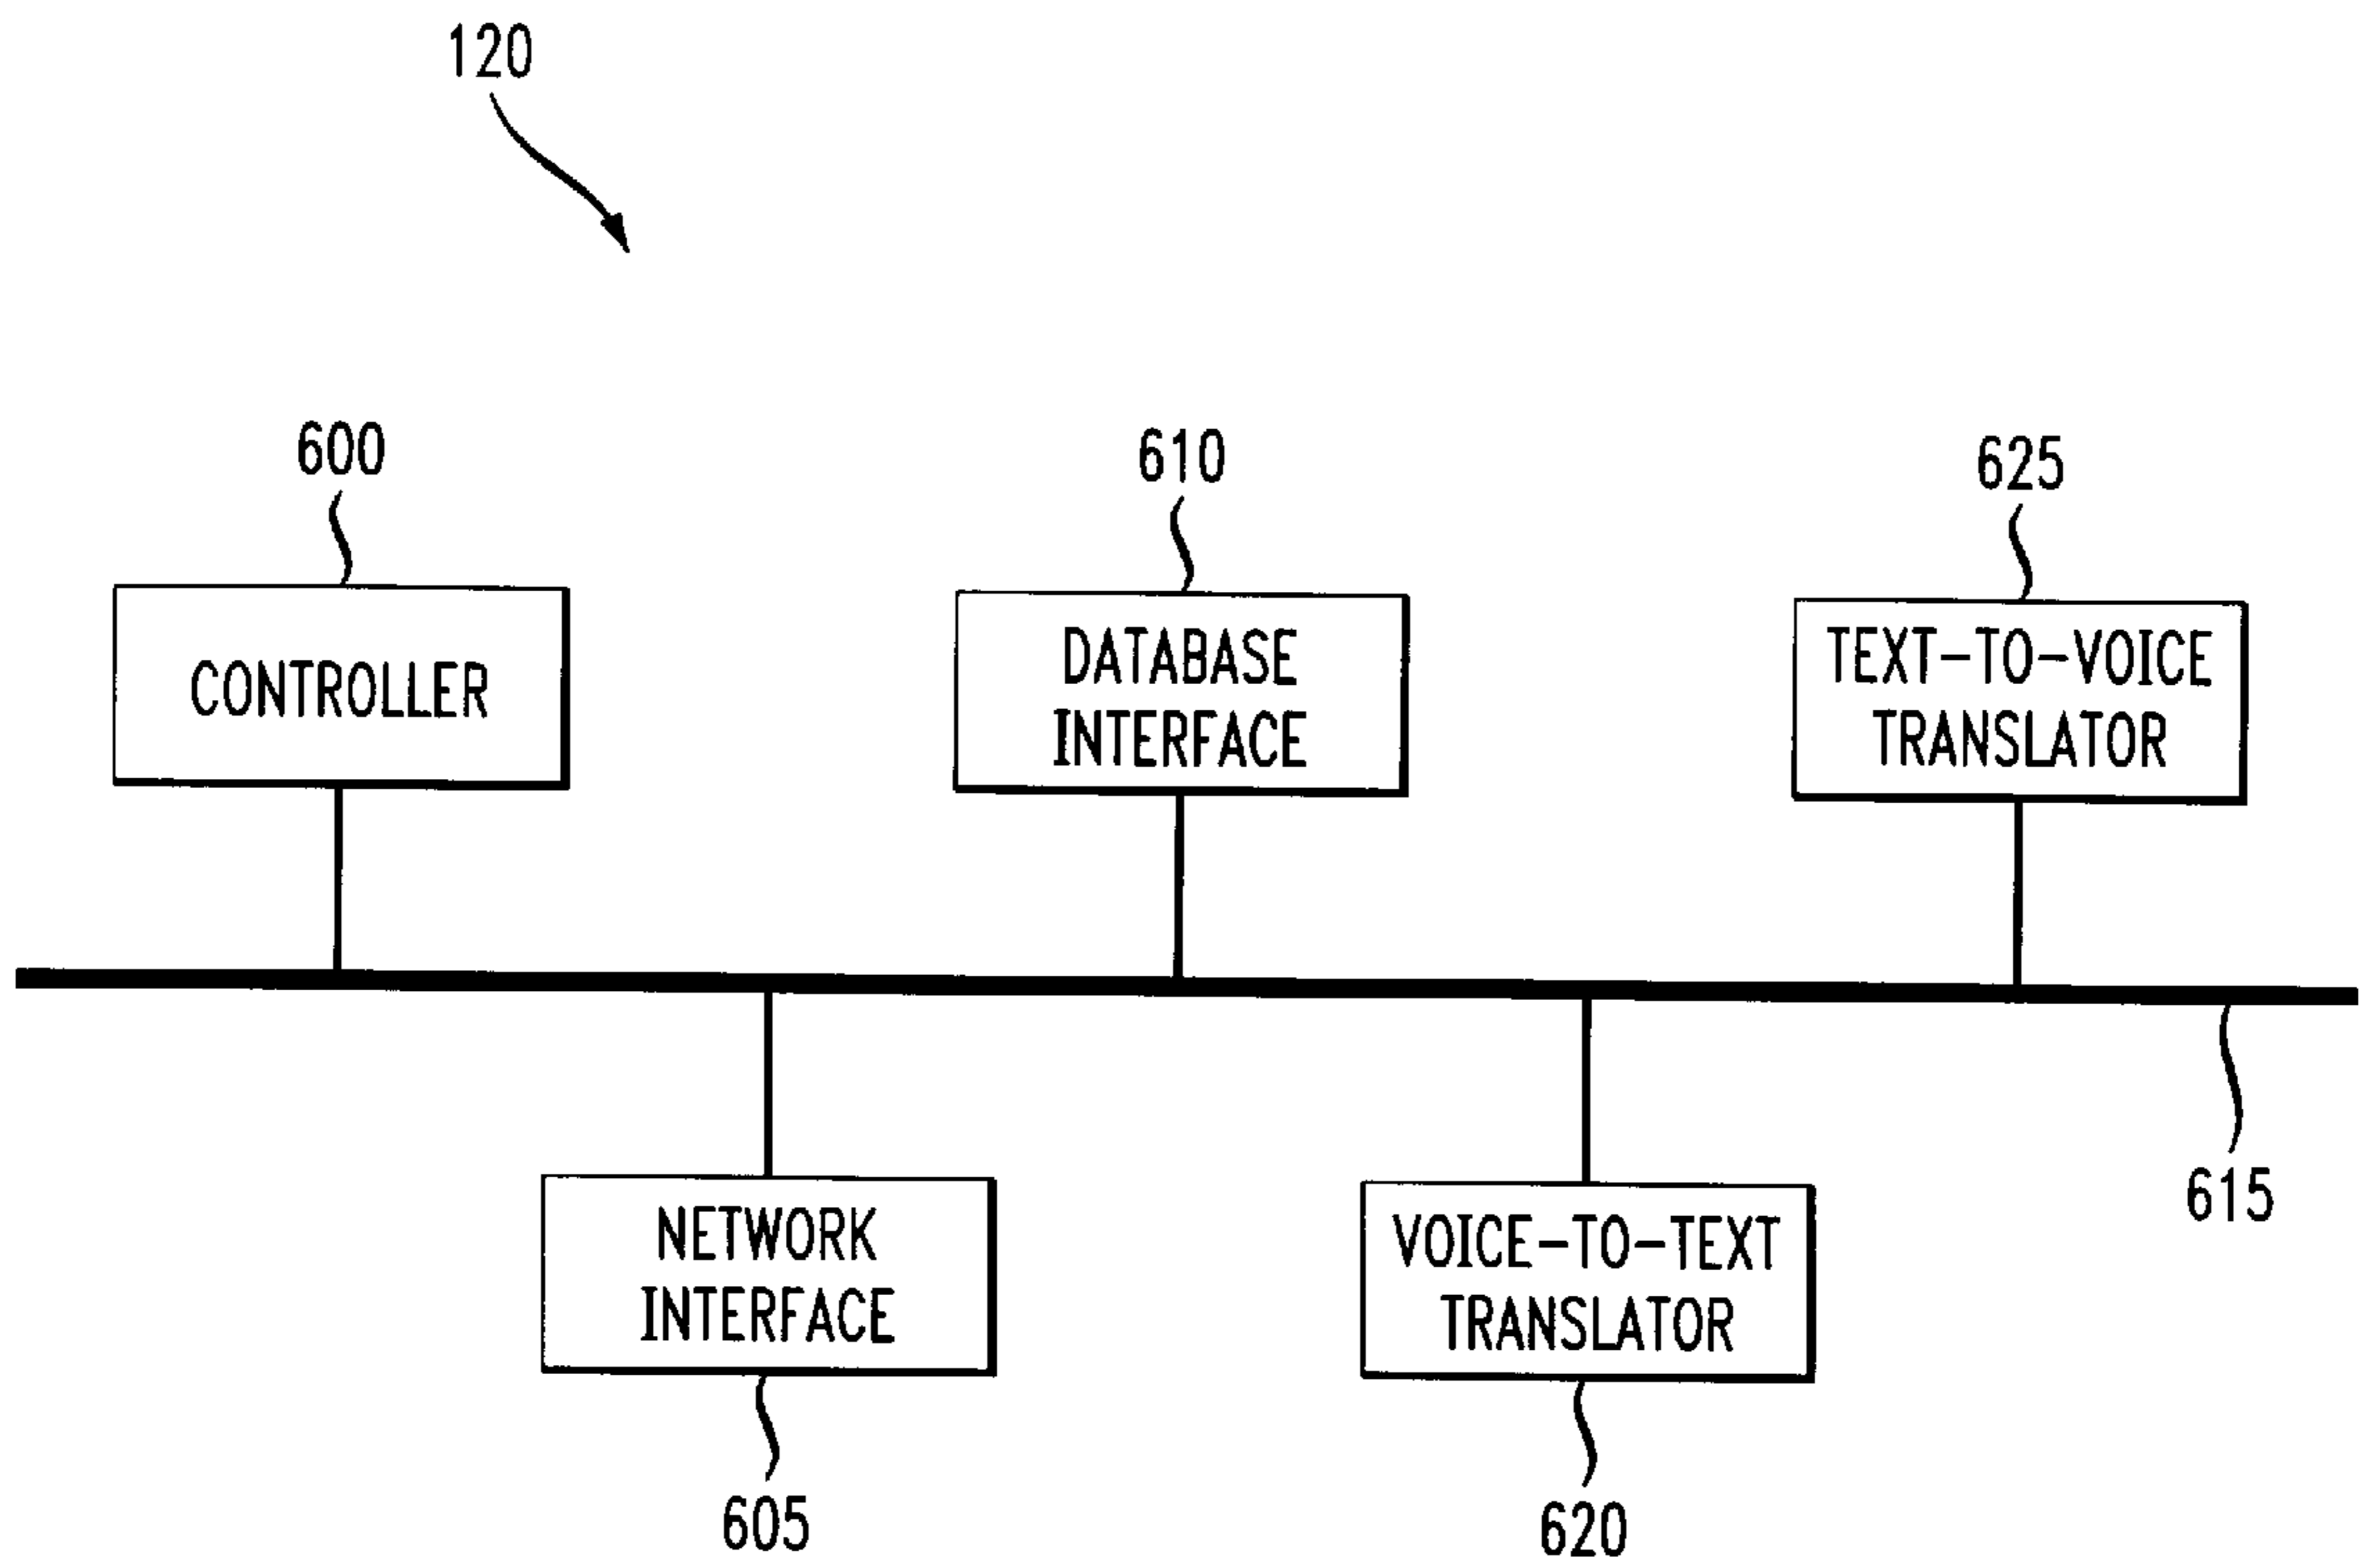 120
600
610
625
CONTROLLER
DATABASE
INTERFACE
TEXT-TO-VOICE
TRANSLATOR
615
NETWORK
INTERFACE
VOICE-TO-TEXT
TRANSLATOR
605
620